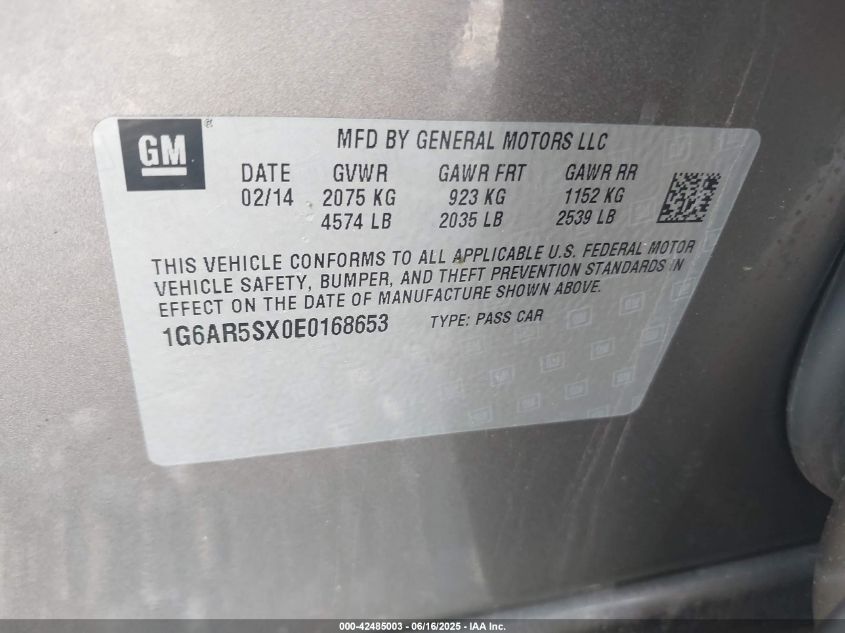 GM ®
MFD BY GENERAL MOTORS LLC
DATE GVWR GAWR FRT GAWR RR
02/14 2075 KG 923 KG 1152 KG
4574 LB 2035 LB 2539 LB
THIS VEHICLE CONFORMS TO ALL APPLICABLE U.S. FEDERAL MOTOR
VEHICLE SAFETY, BUMPER, AND THEFT PREVENTION STANDARDS IN
EFFECT ON THE DATE OF MANUFACTURE SHOWN ABOVE.
1G6AR5SX0E0168653 TYPE: PASS CAR
000-42485003 - 06/16/2025 - IAA Inc.